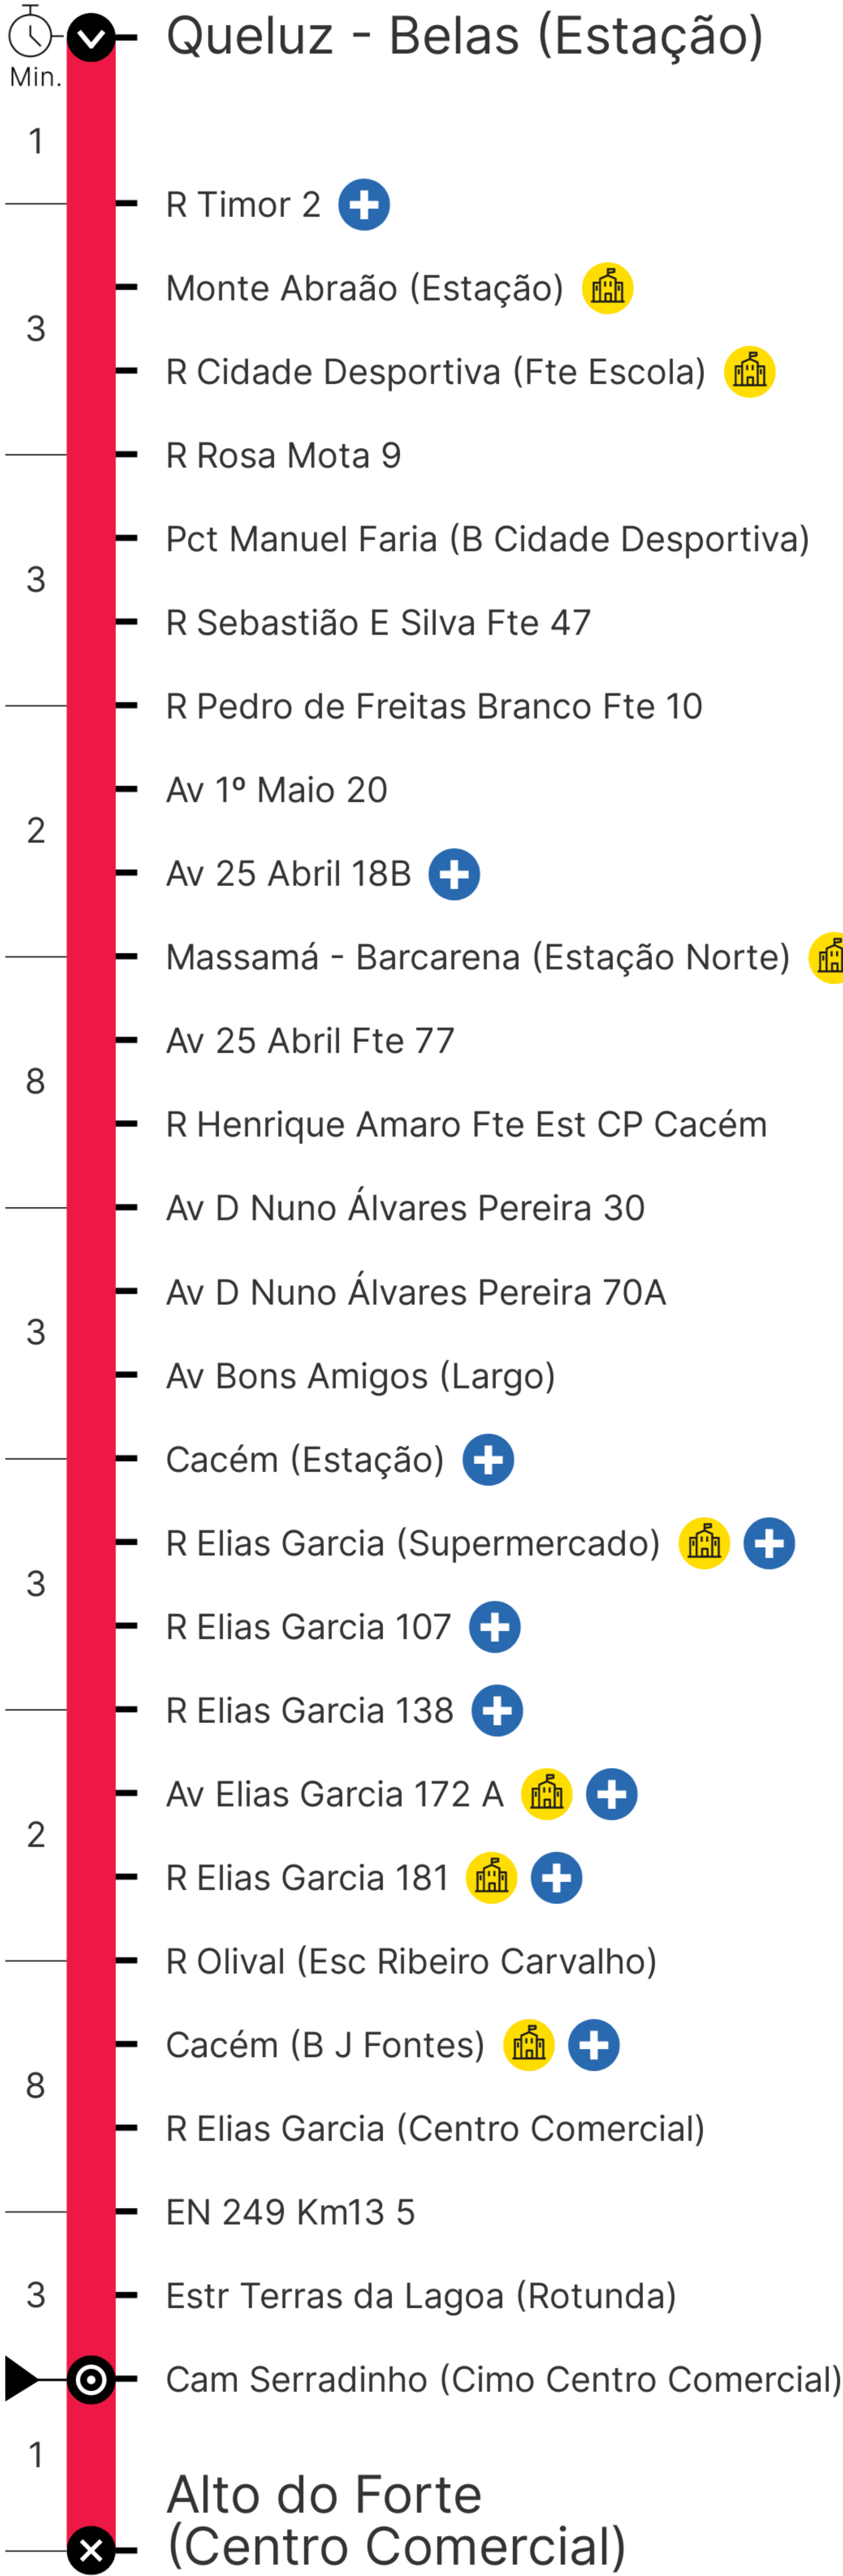 Queluz - Belas (Estação)
Min.
1
R Timor 2
Monte Abraão (Estação)
3
R Cidade Desportiva (Fte Escola)
R Rosa Mota 9
Pct Manuel Faria (B Cidade Desportiva)
3
R Sebastião E Silva Fte 47
R Pedro de Freitas Branco Fte 10
Av 1º Maio 20
2
Av 25 Abril 18B
Massamá - Barcarena (Estação Norte)
Av 25 Abril Fte 77
8
R Henrique Amaro Fte Est CP Cacém
Av D Nuno Álvares Pereira 30
Av D Nuno Álvares Pereira 70A
3
Av Bons Amigos (Largo)
Cacém (Estação)
R Elias Garcia (Supermercado)
3
R Elias Garcia 107
R Elias Garcia 138
Av Elias Garcia 172 A
2
R Elias Garcia 181
R Olival (Esc Ribeiro Carvalho)
Cacém (B J Fontes)
8
R Elias Garcia (Centro Comercial)
EN 249 Km13 5
3
Estr Terras da Lagoa (Rotunda)
Cam Serradinho (Cimo Centro Comercial)
1
Alto do Forte
(Centro Comercial)